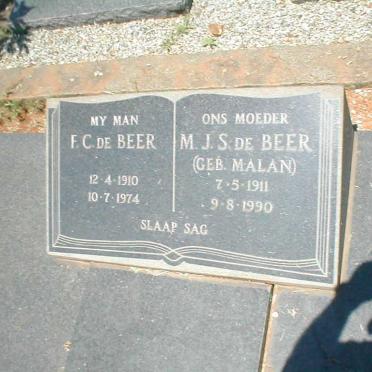 MY MAN
F.C. DE BEER
12-4-1910
10-7-1974
ONS MOEDER
M.J.S. DE BEER
(GEB. MALAN)
7-5-1911
9-8-1990
SLAAP SAG